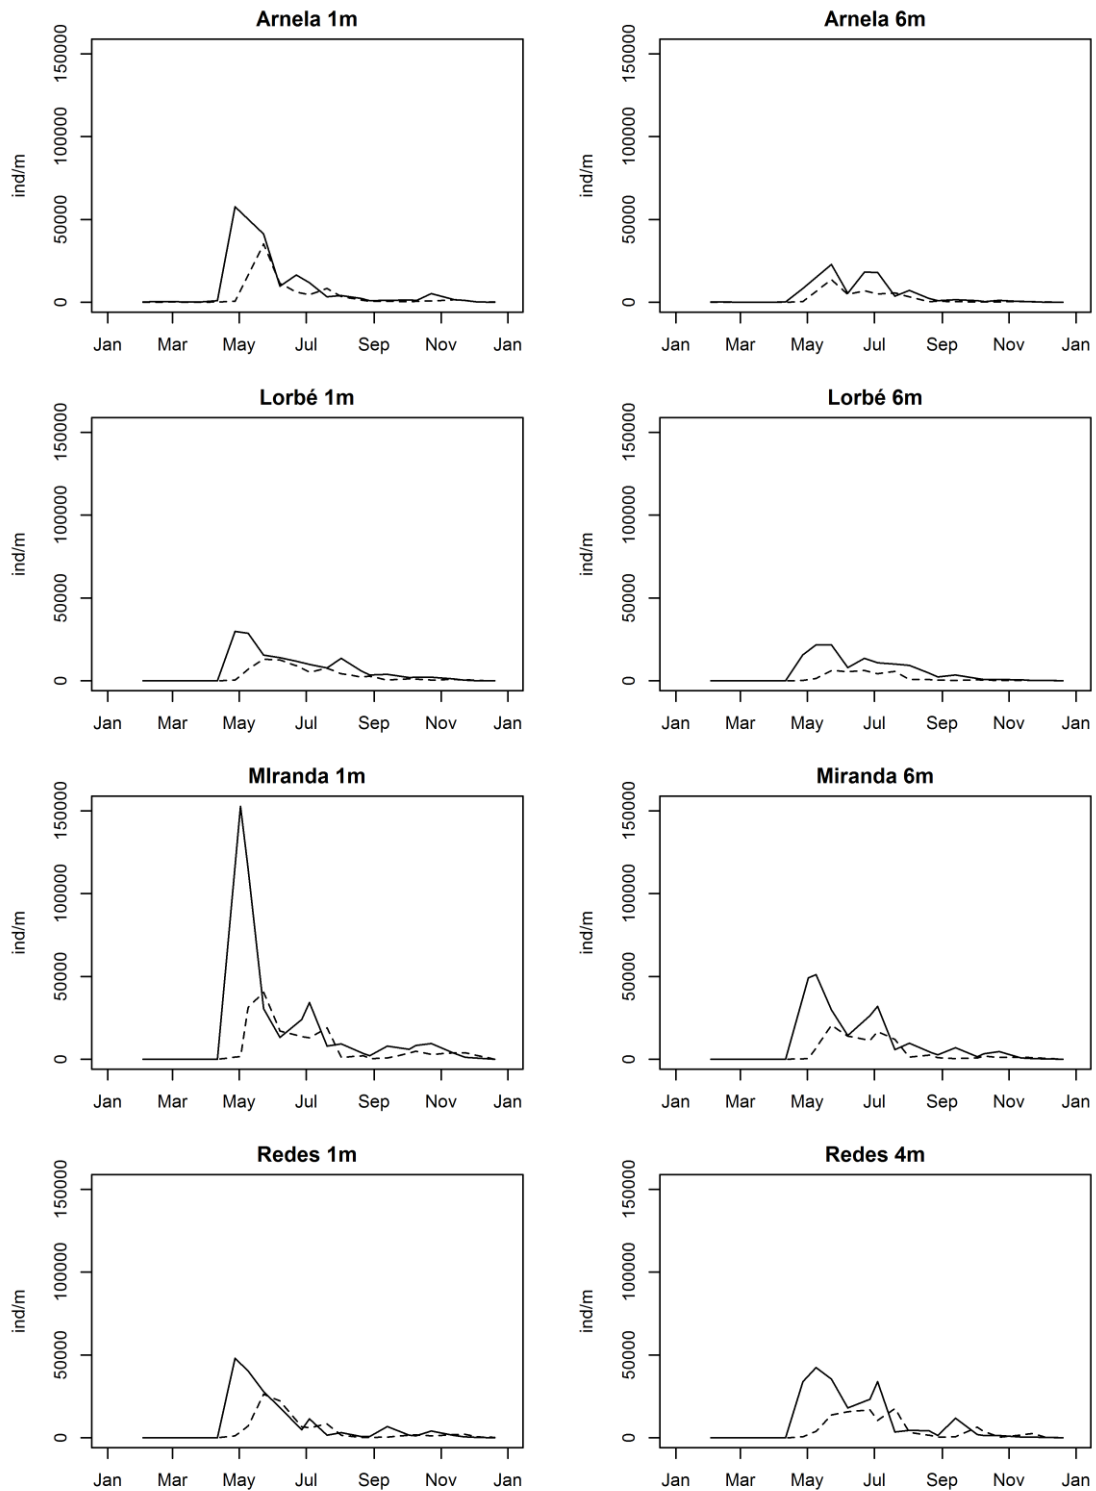 Arnela 1m
ind/m
150000
100000
50000
0
Jan Mar May Jul Sep Nov Jan
Arnela 6m
ind/m
150000
100000
50000
0
Jan Mar May Jul Sep Nov Jan
Lorbé 1m
ind/m
150000
100000
50000
0
Jan Mar May Jul Sep Nov Jan
Lorbé 6m
ind/m
150000
100000
50000
0
Jan Mar May Jul Sep Nov Jan
MIranda 1m
ind/m
150000
100000
50000
0
Jan Mar May Jul Sep Nov Jan
Miranda 6m
ind/m
150000
100000
50000
0
Jan Mar May Jul Sep Nov Jan
Redes 1m
ind/m
150000
100000
50000
0
Jan Mar May Jul Sep Nov Jan
Redes 4m
ind/m
150000
100000
50000
0
Jan Mar May Jul Sep Nov Jan